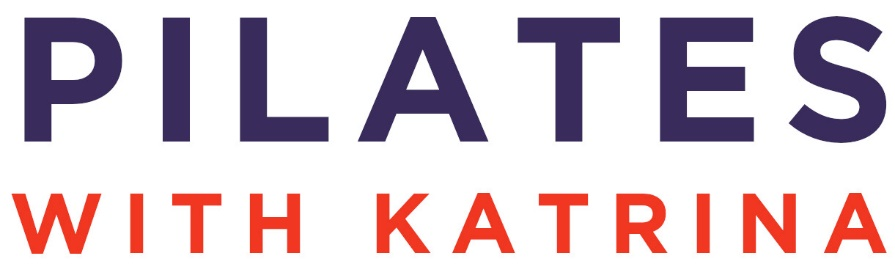 PILATES
WITH KATRINA